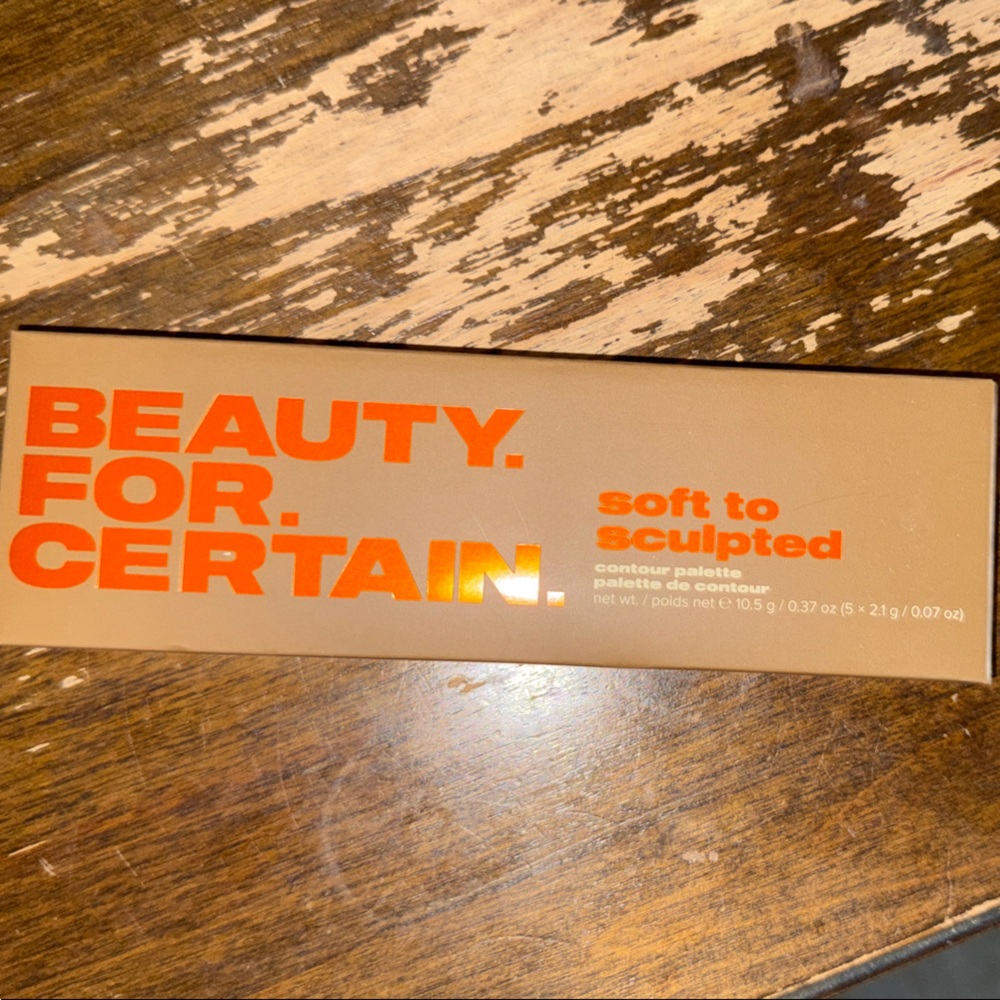 BEAUTY.
FOR.
CERTAIN.
soft to
sculpted
contour palette
palette de contour
net wt. / poids net ℮ 10.5 g / 0.37 oz (5 × 2.1 g / 0.07 oz)